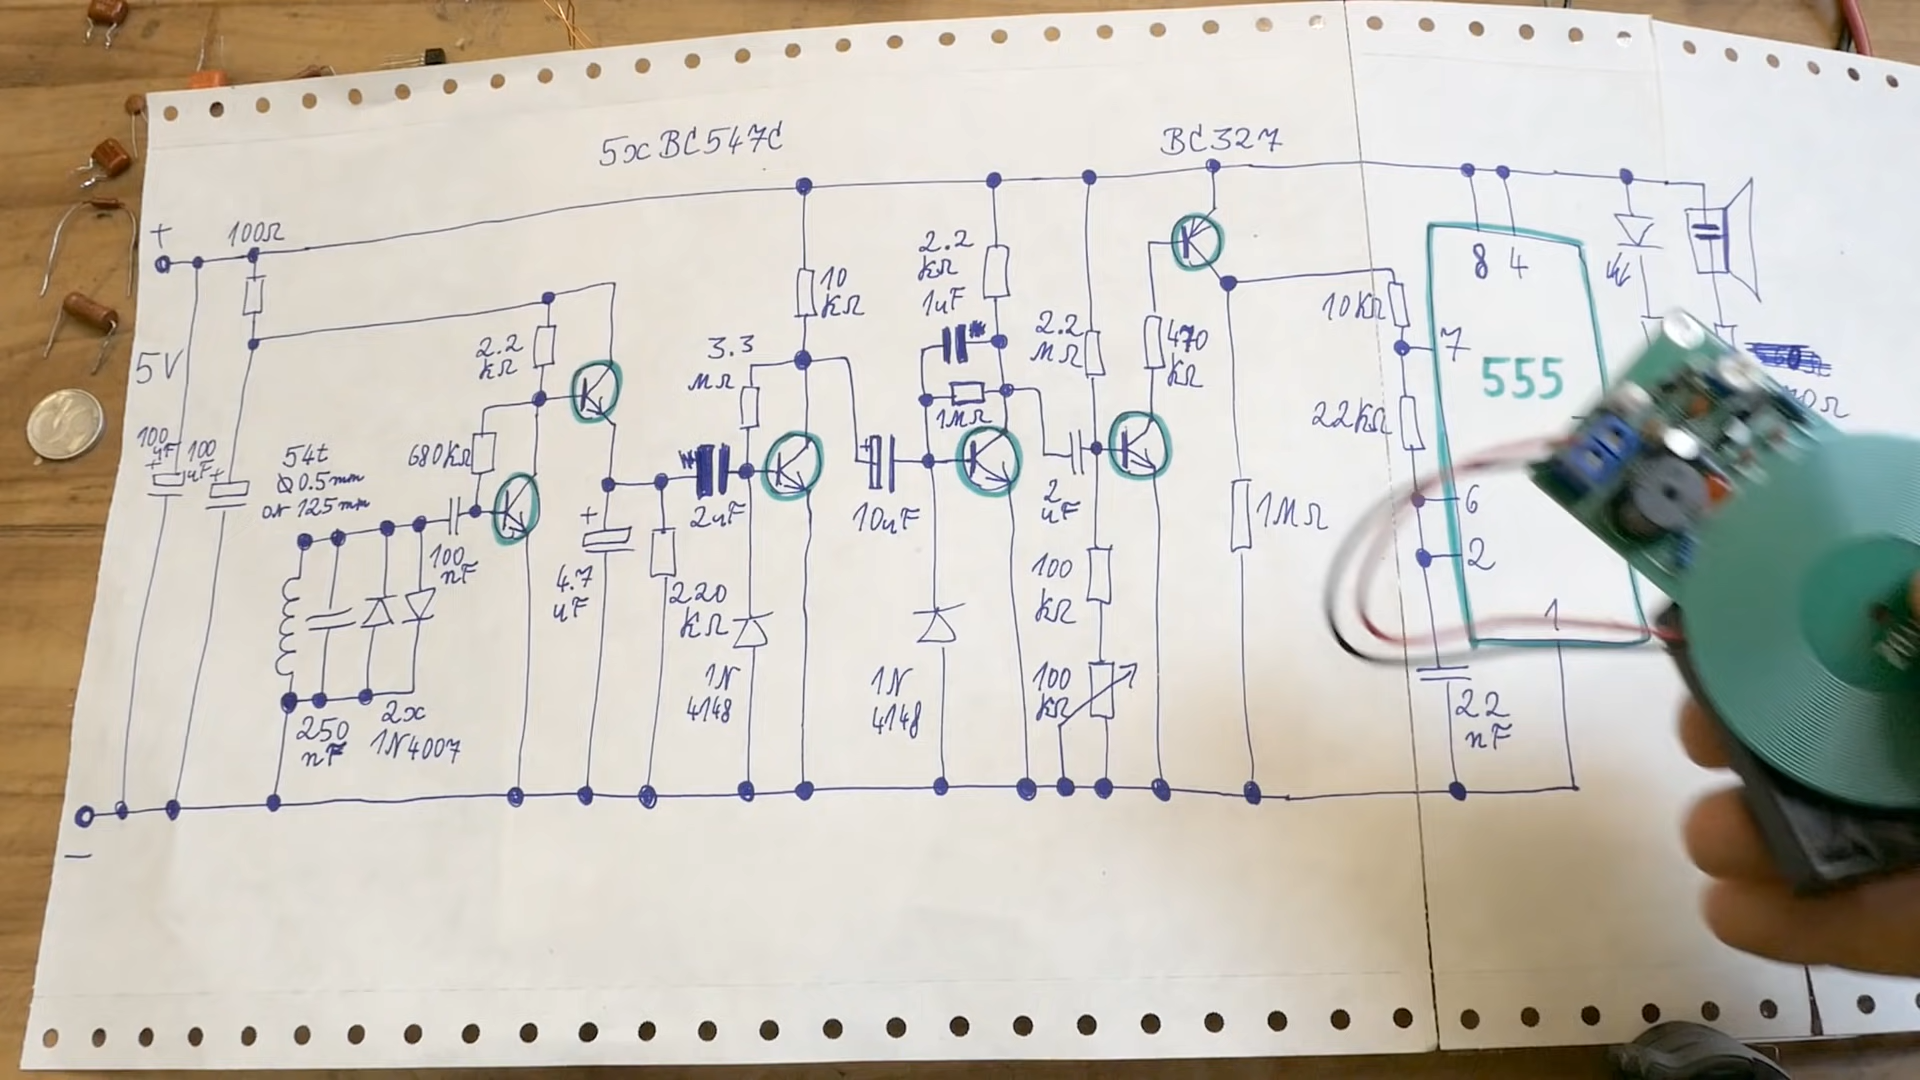 5xBC547C
BC327
+
100Ω
5V
100
uF
+
100
uF
+
54t
Ø0.5mm
or 125mm
250
nF
2x
1N4007
100
nF
680KΩ
2.2
KΩ
+
4.7
uF
220
KΩ
2uF
3.3
MΩ
10
KΩ
1N
4148
+
10uF
2.2
KΩ
1uF
1MΩ
1N
4148
2
uF
2.2
MΩ
100
KΩ
100
KΩ
470
KΩ
1MΩ
10KΩ
22KΩ
22
nF
8 4
7
555
6
2
1
−